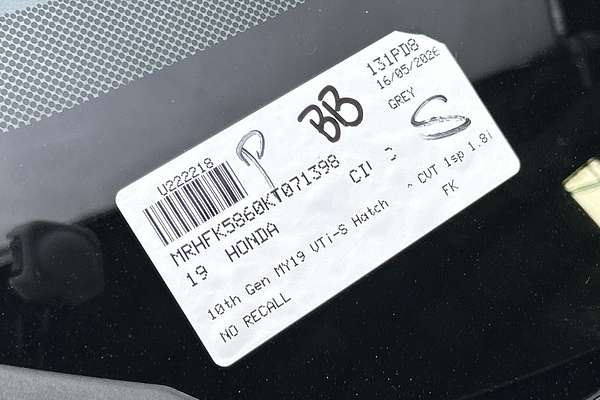 131PD8
16/05/2026
GREY
U222218
P
BB
S
MRHFK5860KT071398
19 HONDA
10th Gen MY19 VTi-S Hatch CVT 1sp 1.8i
FK
NO RECALL